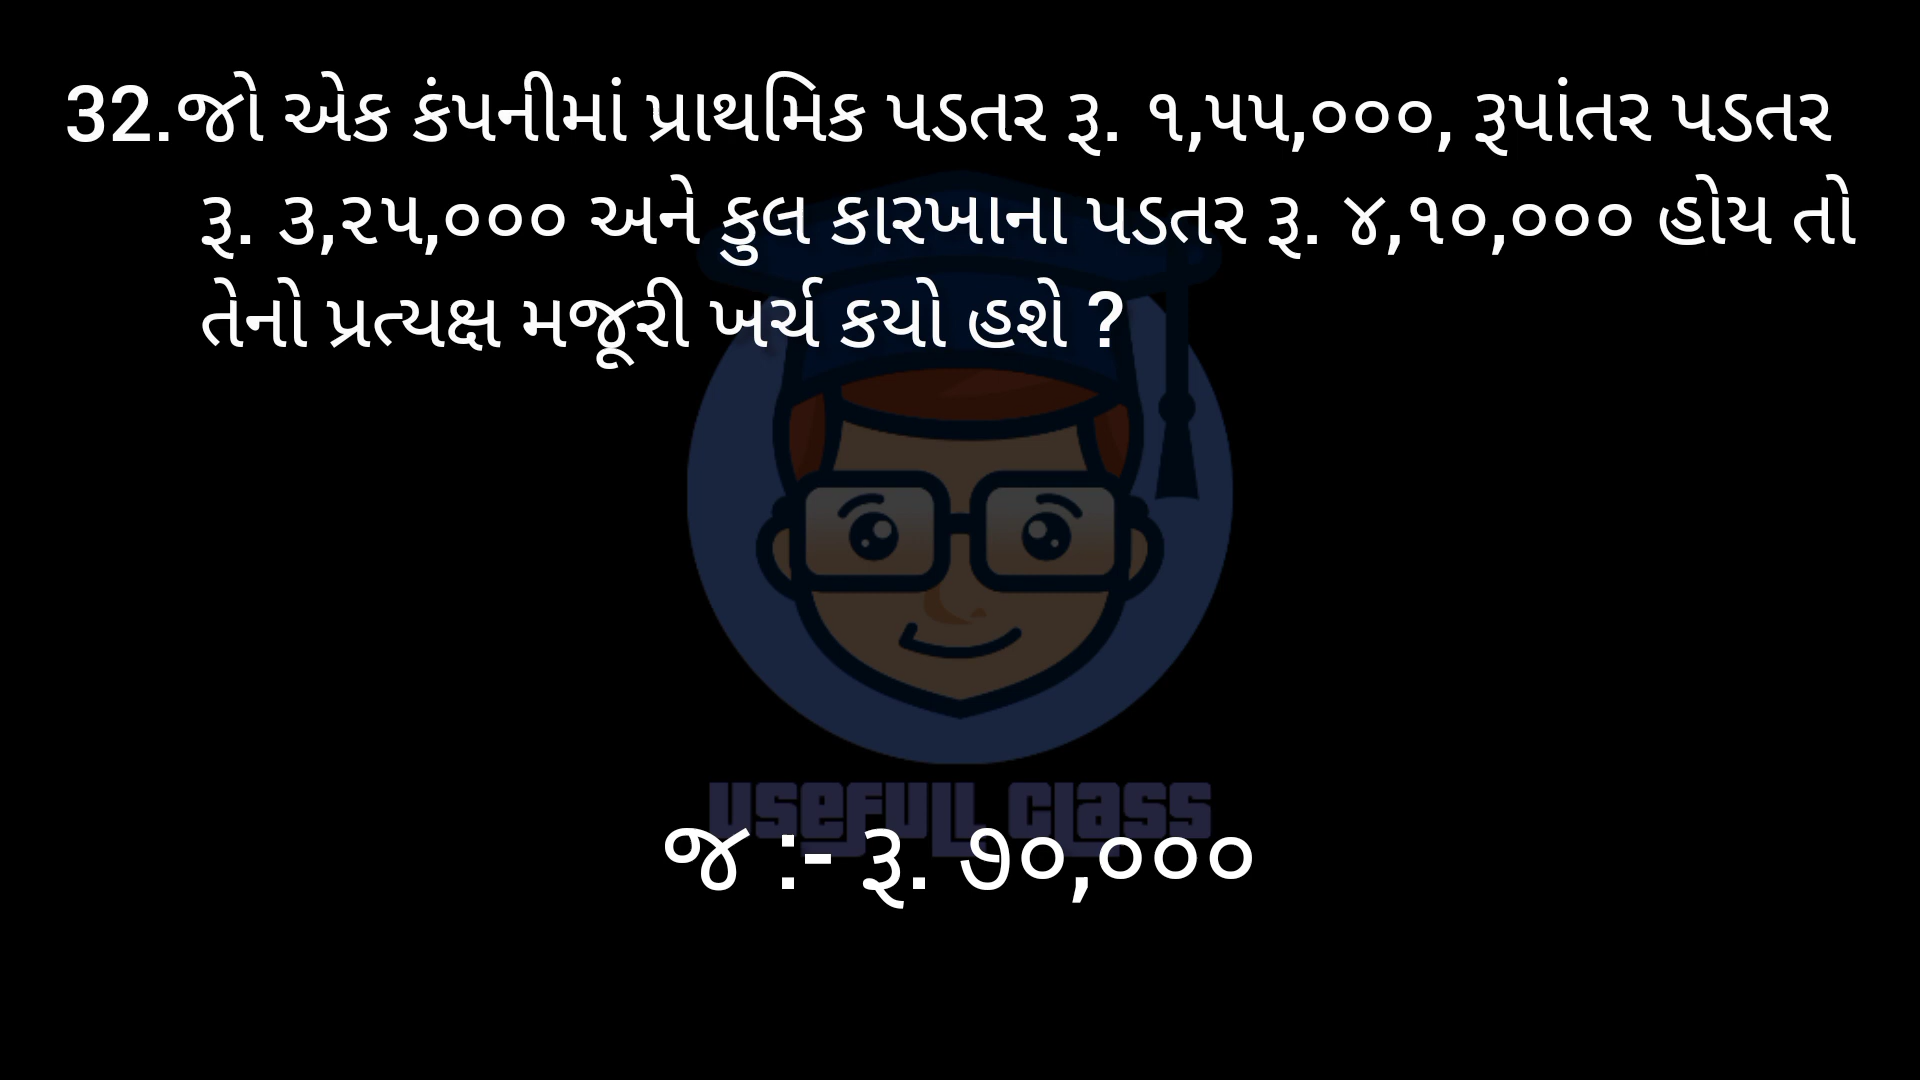 32.જો એક કંપનીમાં પ્રાથમિક પડતર રૂ. ૧,૫૫,૦૦૦, રૂપાંતર પડતર
રૂ. ૩,૨૫,૦૦૦ અને કુલ કારખાના પડતર રૂ. ૪,૧૦,૦૦૦ હોય તો
તેનો પ્રત્યક્ષ મજૂરી ખર્ચ કયો હશે ?
USEFULL CLASS
જ :- રૂ. ૭૦,૦૦૦